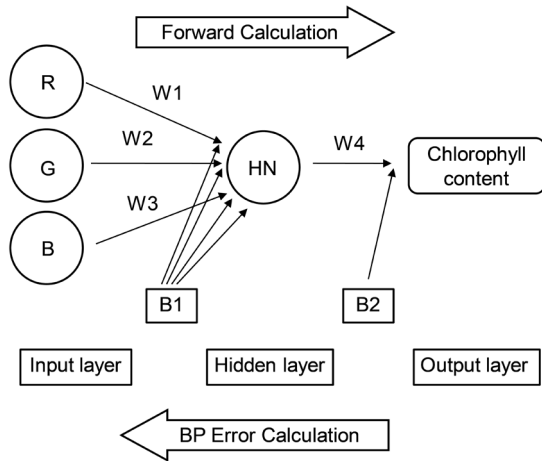 Forward Calculation
R
W1
G
W2
HN
W4
Chlorophyll
content
W3
B
B1
B2
Input layer
Hidden layer
Output layer
BP Error Calculation